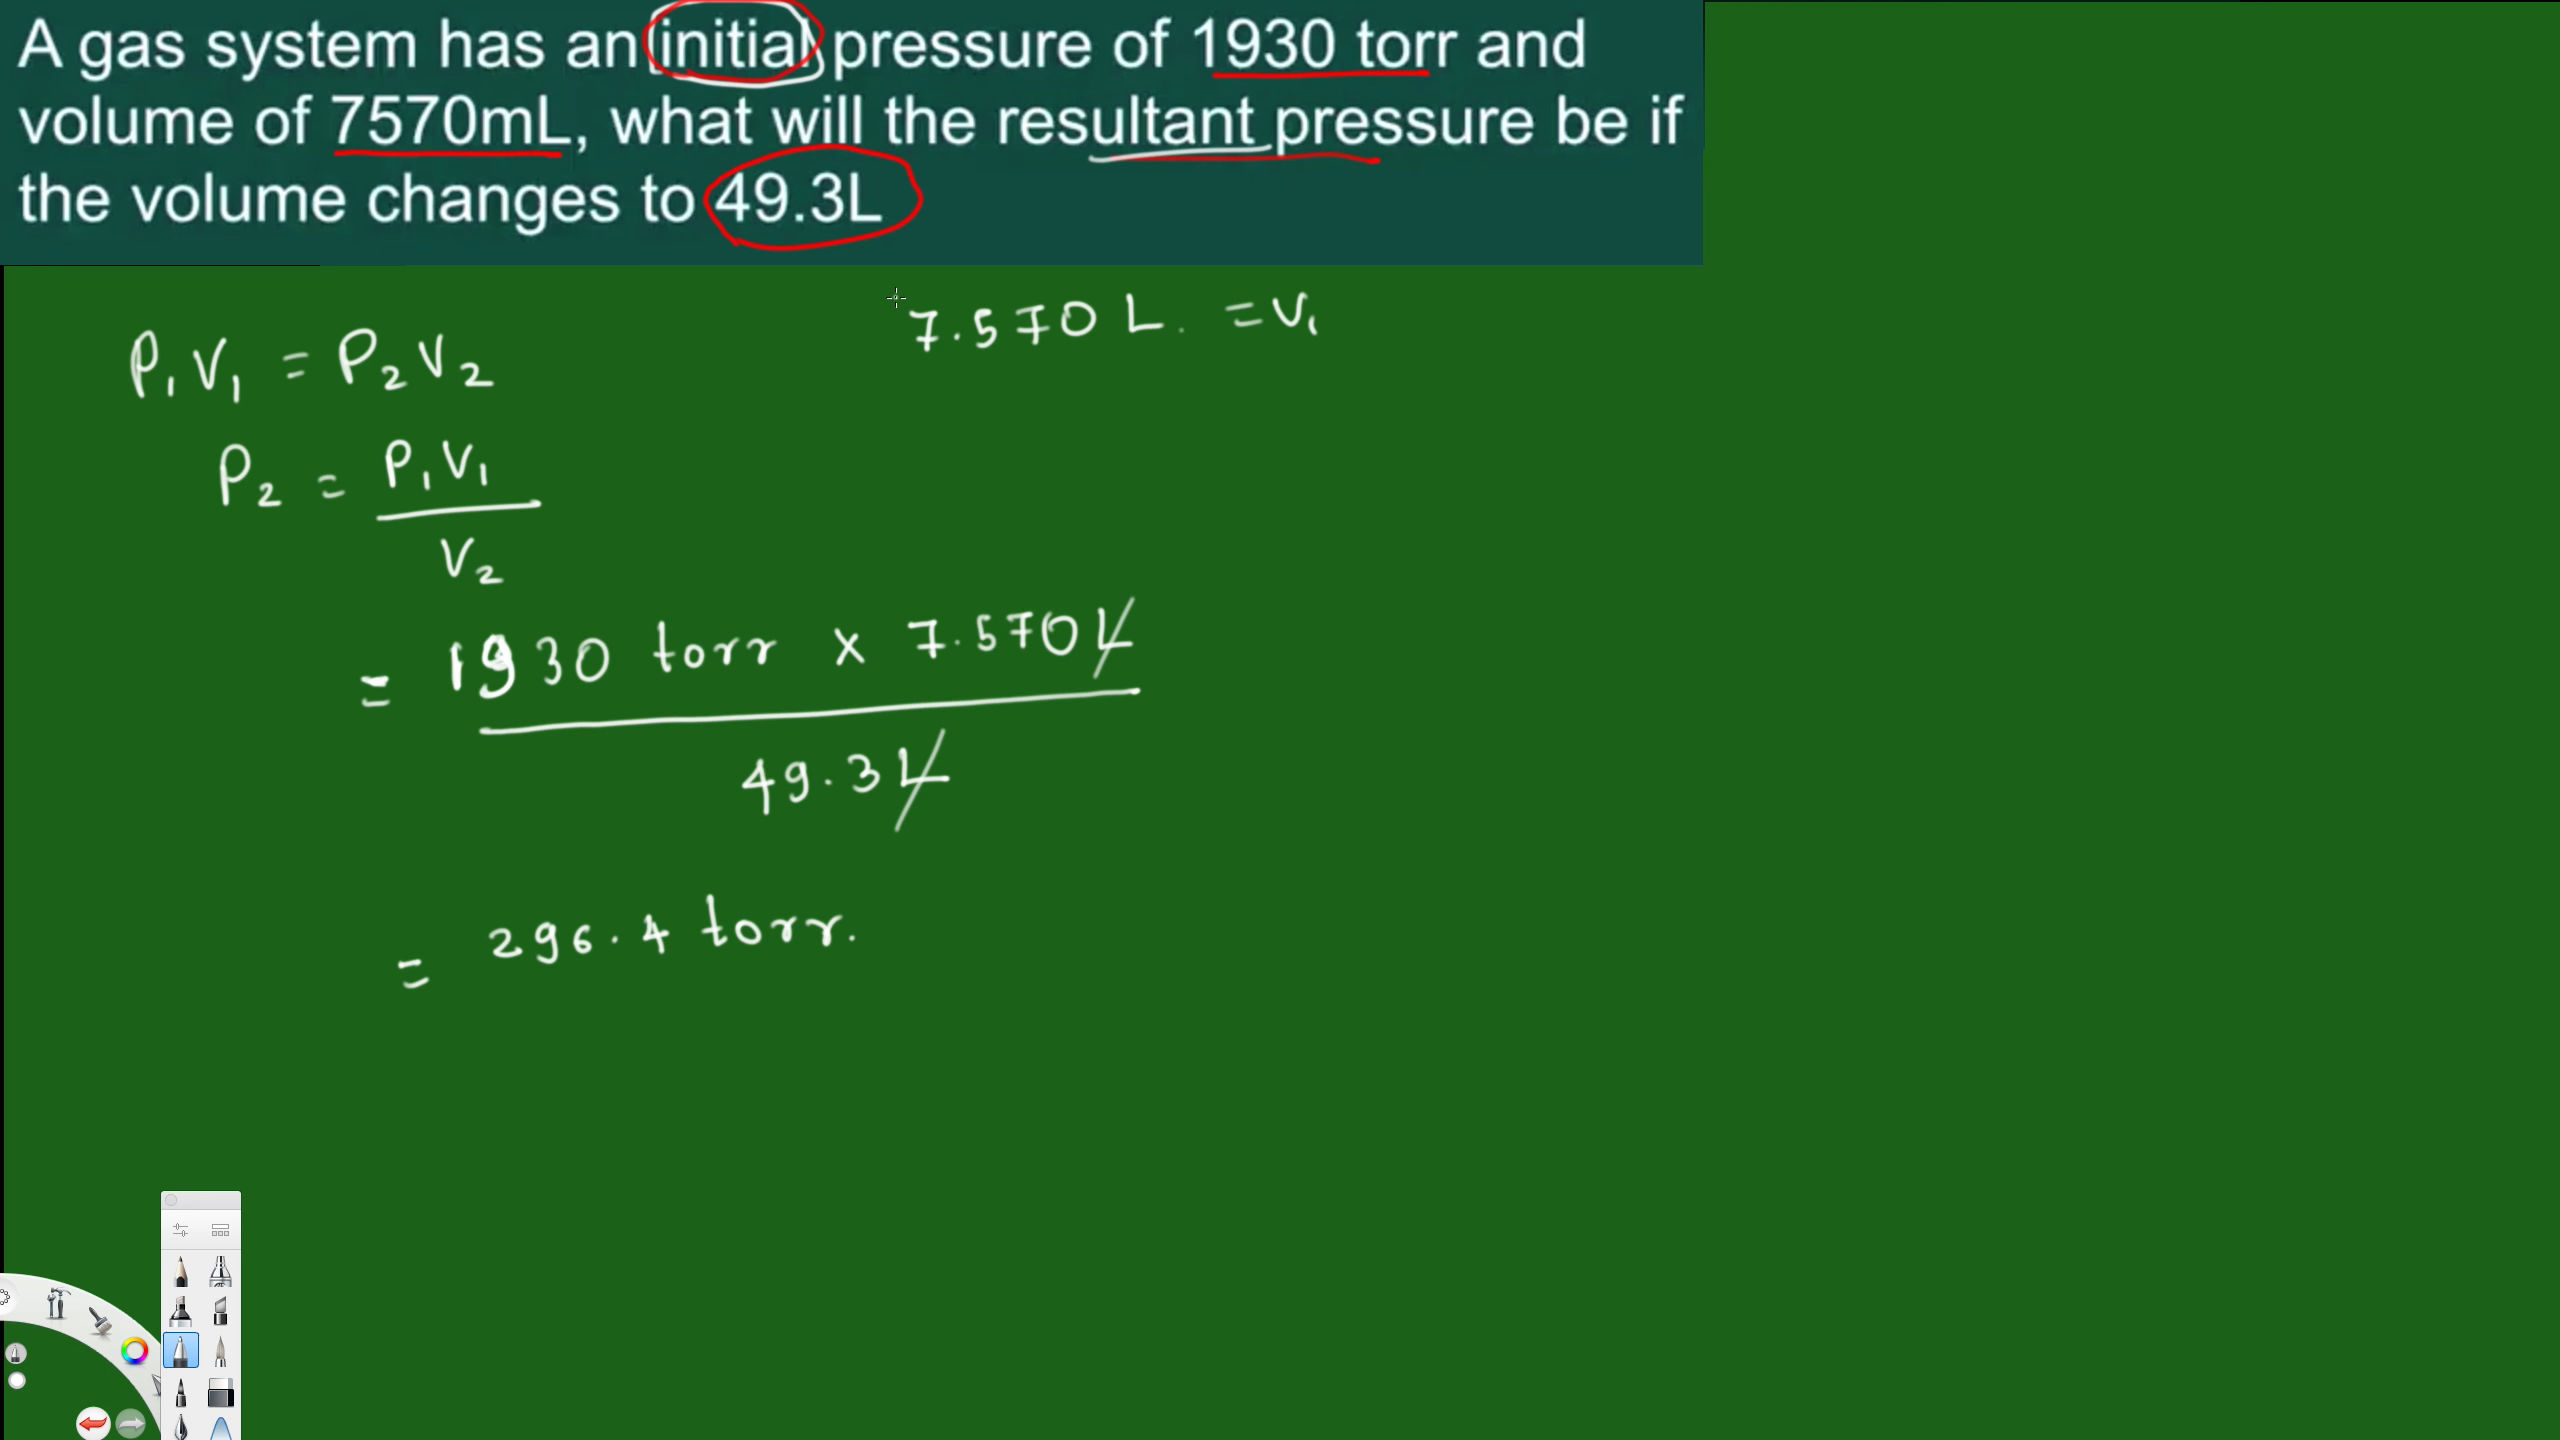 A gas system has an initial pressure of 1930 torr and
volume of 7570mL, what will the resultant pressure be if
the volume changes to 49.3L
7.570 L. = V₁
P₁V₁ = P₂V₂
P₂ = P₁V₁
V₂
= 1930 torr x 7.570L
49.3L
= 296.4 torr.